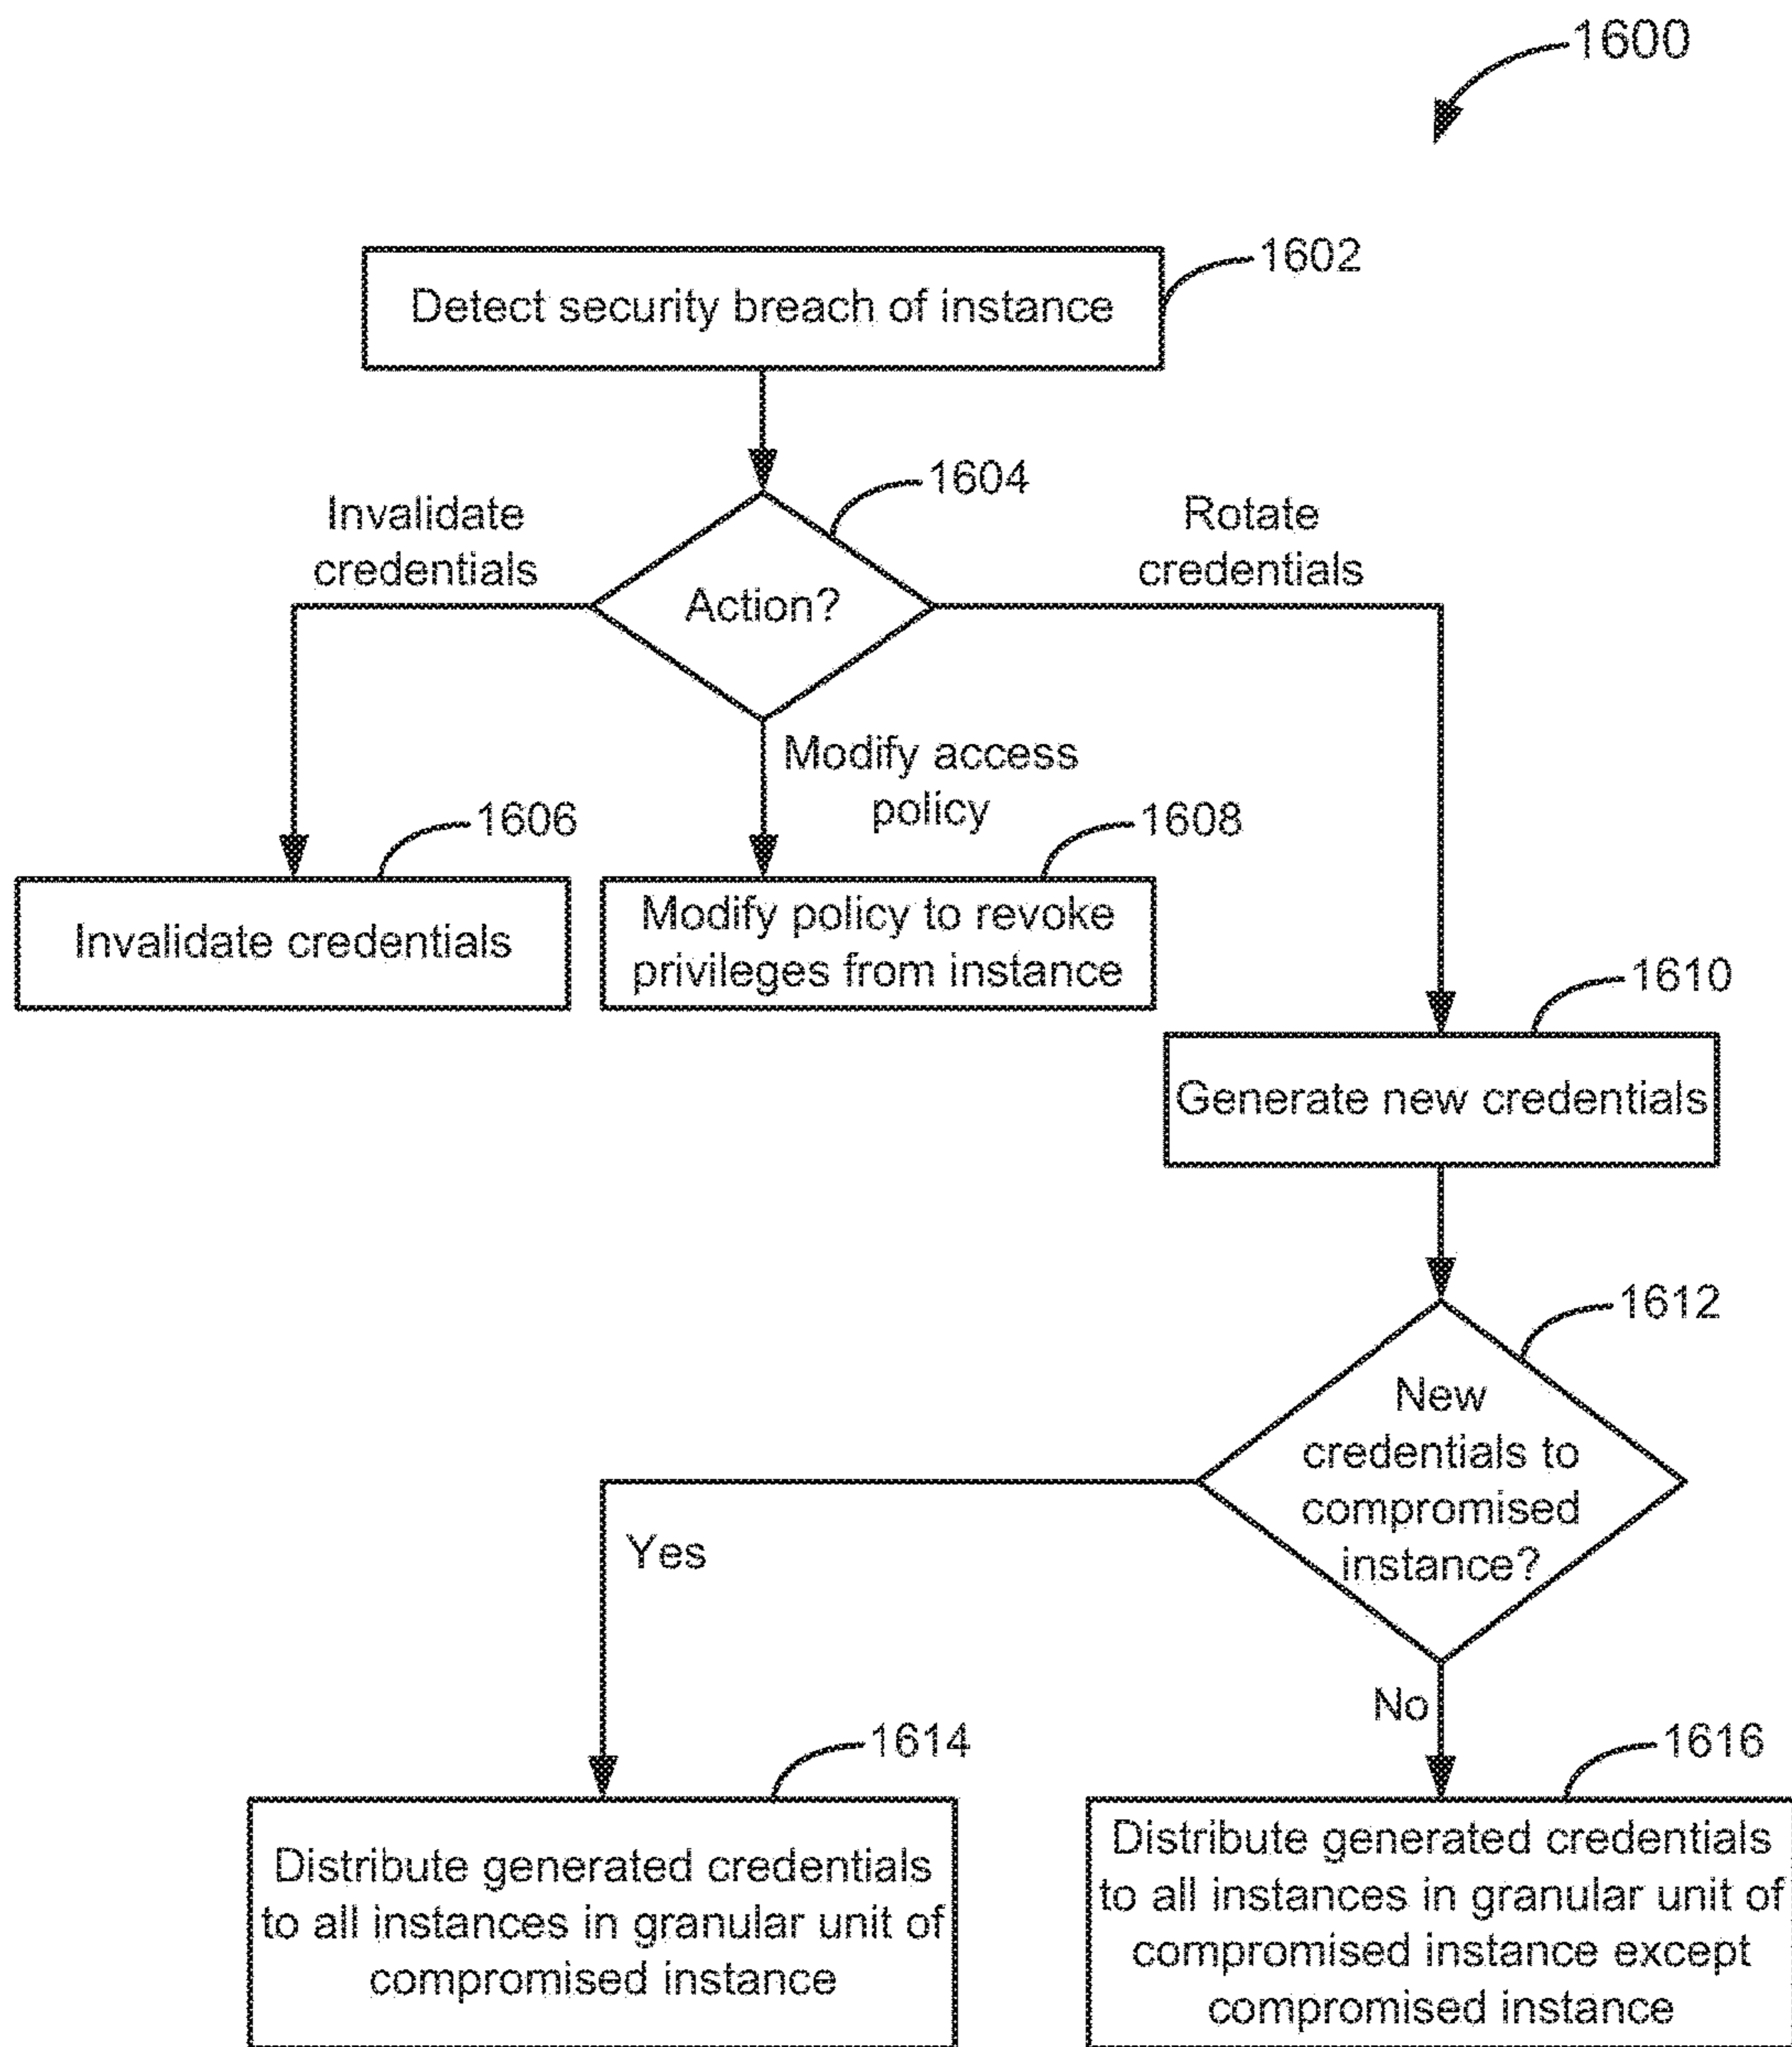 1600
1602
Detect security breach of instance
1604
Invalidate
credentials
Rotate
credentials
Action?
Modify access
policy
1606
1608
Invalidate credentials
Modify policy to revoke
privileges from instance
1610
Generate new credentials
1612
New
credentials to
compromised
instance?
Yes
No
1614
1616
Distribute generated credentials
to all instances in granular unit of
compromised instance
Distribute generated credentials
to all instances in granular unit of
compromised instance except
compromised instance